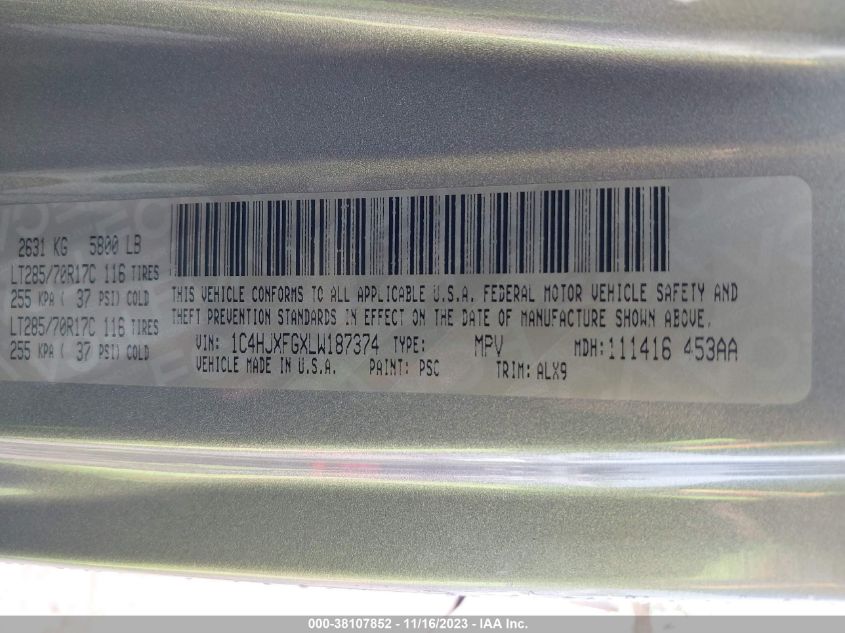 2631 KG 5800 LB
LT285/70R17C 116 TIRES
255 KPA ( 37 PSI) COLD
LT285/70R17C 116 TIRES
255 KPA ( 37 PSI) COLD
THIS VEHICLE CONFORMS TO ALL APPLICABLE U.S.A. FEDERAL MOTOR VEHICLE SAFETY AND
THEFT PREVENTION STANDARDS IN EFFECT ON THE DATE OF MANUFACTURE SHOWN ABOVE.
VIN: 1C4HJXFGXLW187374 TYPE: MPV MDH:111416 453AA
VEHICLE MADE IN U.S.A. PAINT: PSC TRIM: ALX9
000-38107852 - 11/16/2023 - IAAI.com